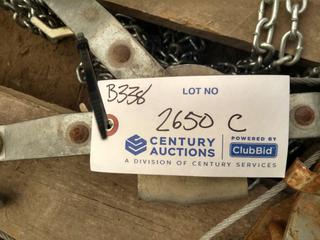 LOT NO
B338
2650 C
CENTURY AUCTIONS
POWERED BY
ClubBid
A DIVISION OF CENTURY SERVICES